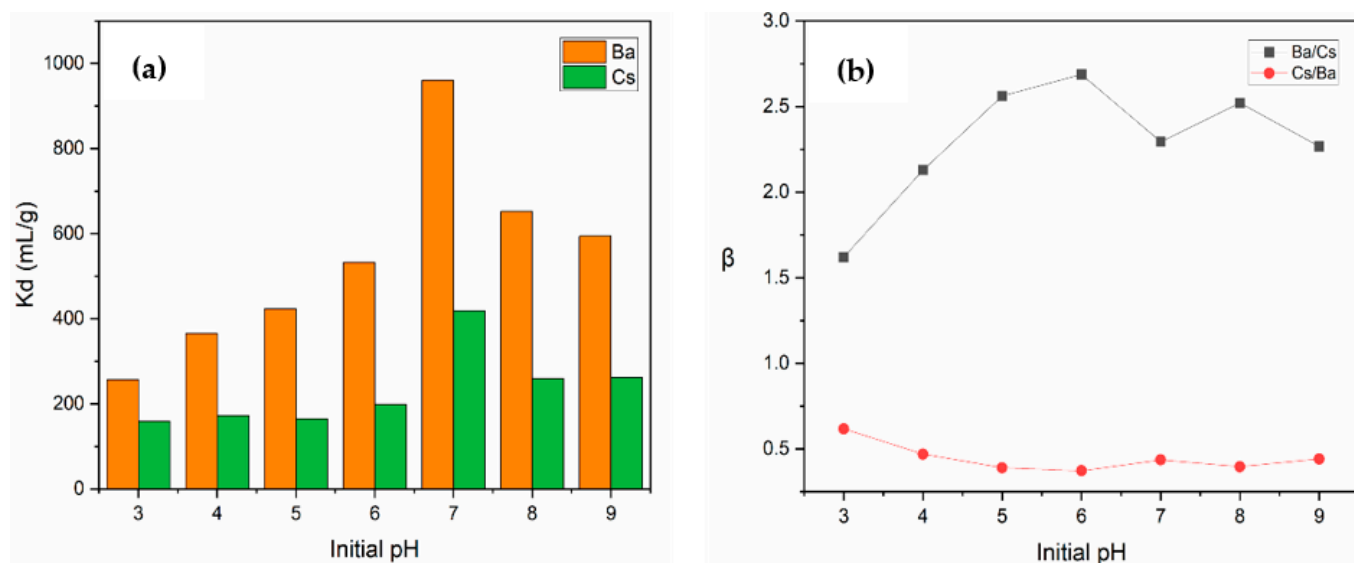 (a)
Ba
Cs
1000
800
600
400
200
0
Kd (mL/g)
3 4 5 6 7 8 9
Initial pH
(b)
Ba/Cs
Cs/Ba
3.0
2.5
2.0
1.5
1.0
0.5
β
3 4 5 6 7 8 9
Initial pH